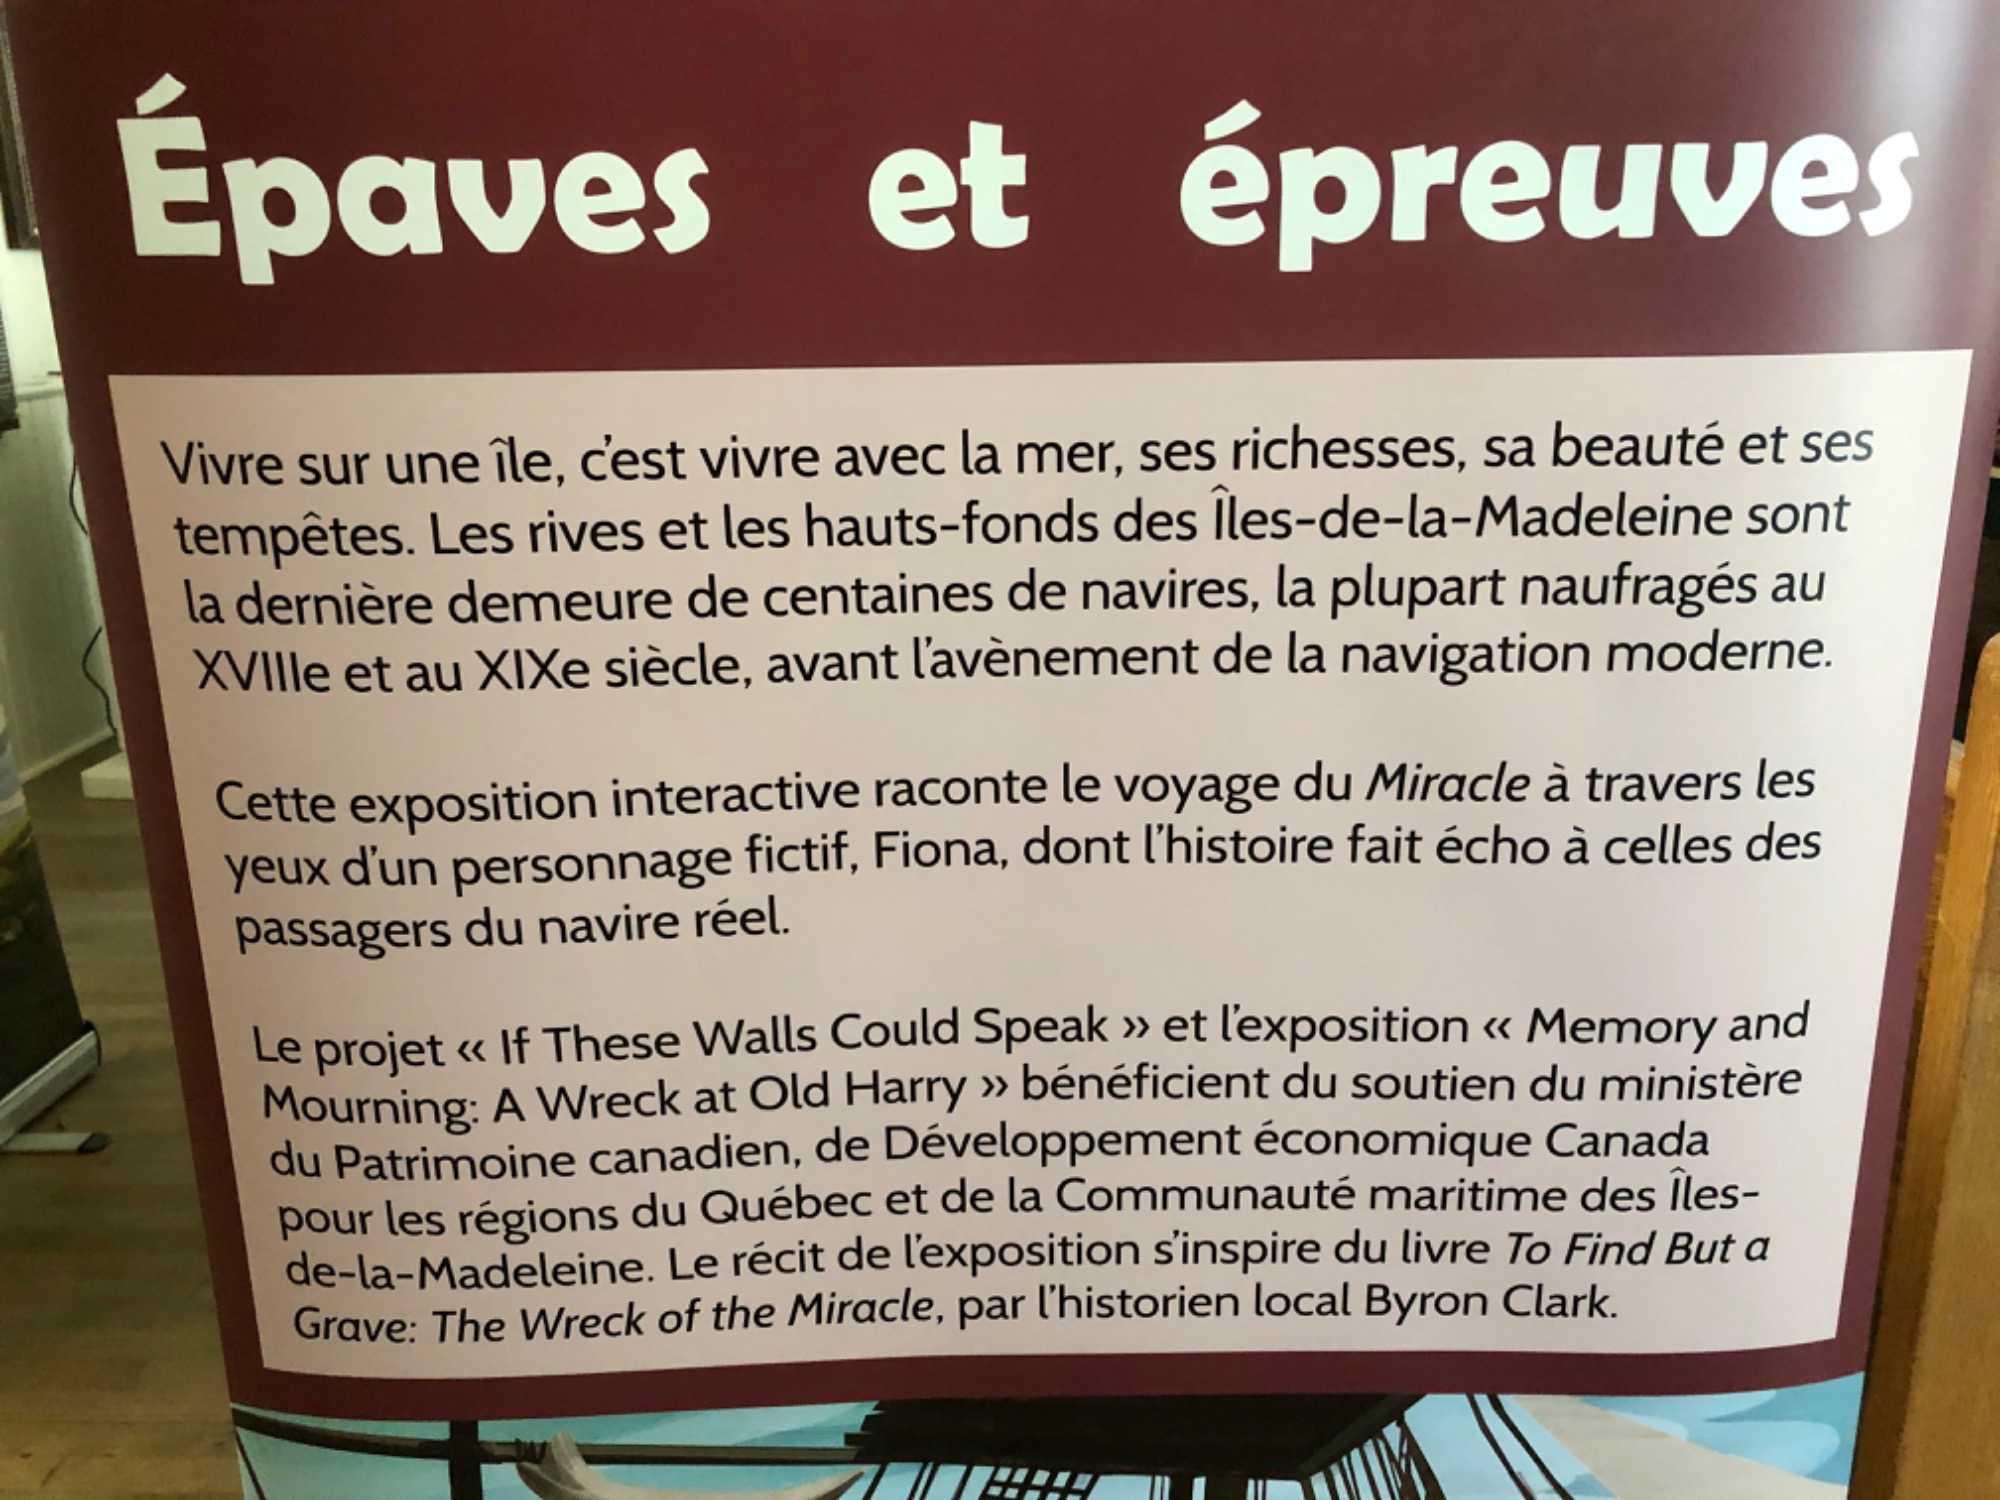 Épaves et épreuves
Vivre sur une île, c'est vivre avec la mer, ses richesses, sa beauté et ses
tempêtes. Les rives et les hauts-fonds des Îles-de-la-Madeleine sont
la dernière demeure de centaines de navires, la plupart naufragés au
XVIIIe et au XIXe siècle, avant l'avènement de la navigation moderne.
Cette exposition interactive raconte le voyage du Miracle à travers les
yeux d'un personnage fictif, Fiona, dont l'histoire fait écho à celles des
passagers du navire réel.
Le projet « If These Walls Could Speak » et l'exposition « Memory and
Mourning: A Wreck at Old Harry » bénéficient du soutien du ministère
du Patrimoine canadien, de Développement économique Canada
pour les régions du Québec et de la Communauté maritime des Îles-
de-la-Madeleine. Le récit de l'exposition s'inspire du livre To Find But a
Grave: The Wreck of the Miracle, par l'historien local Byron Clark.